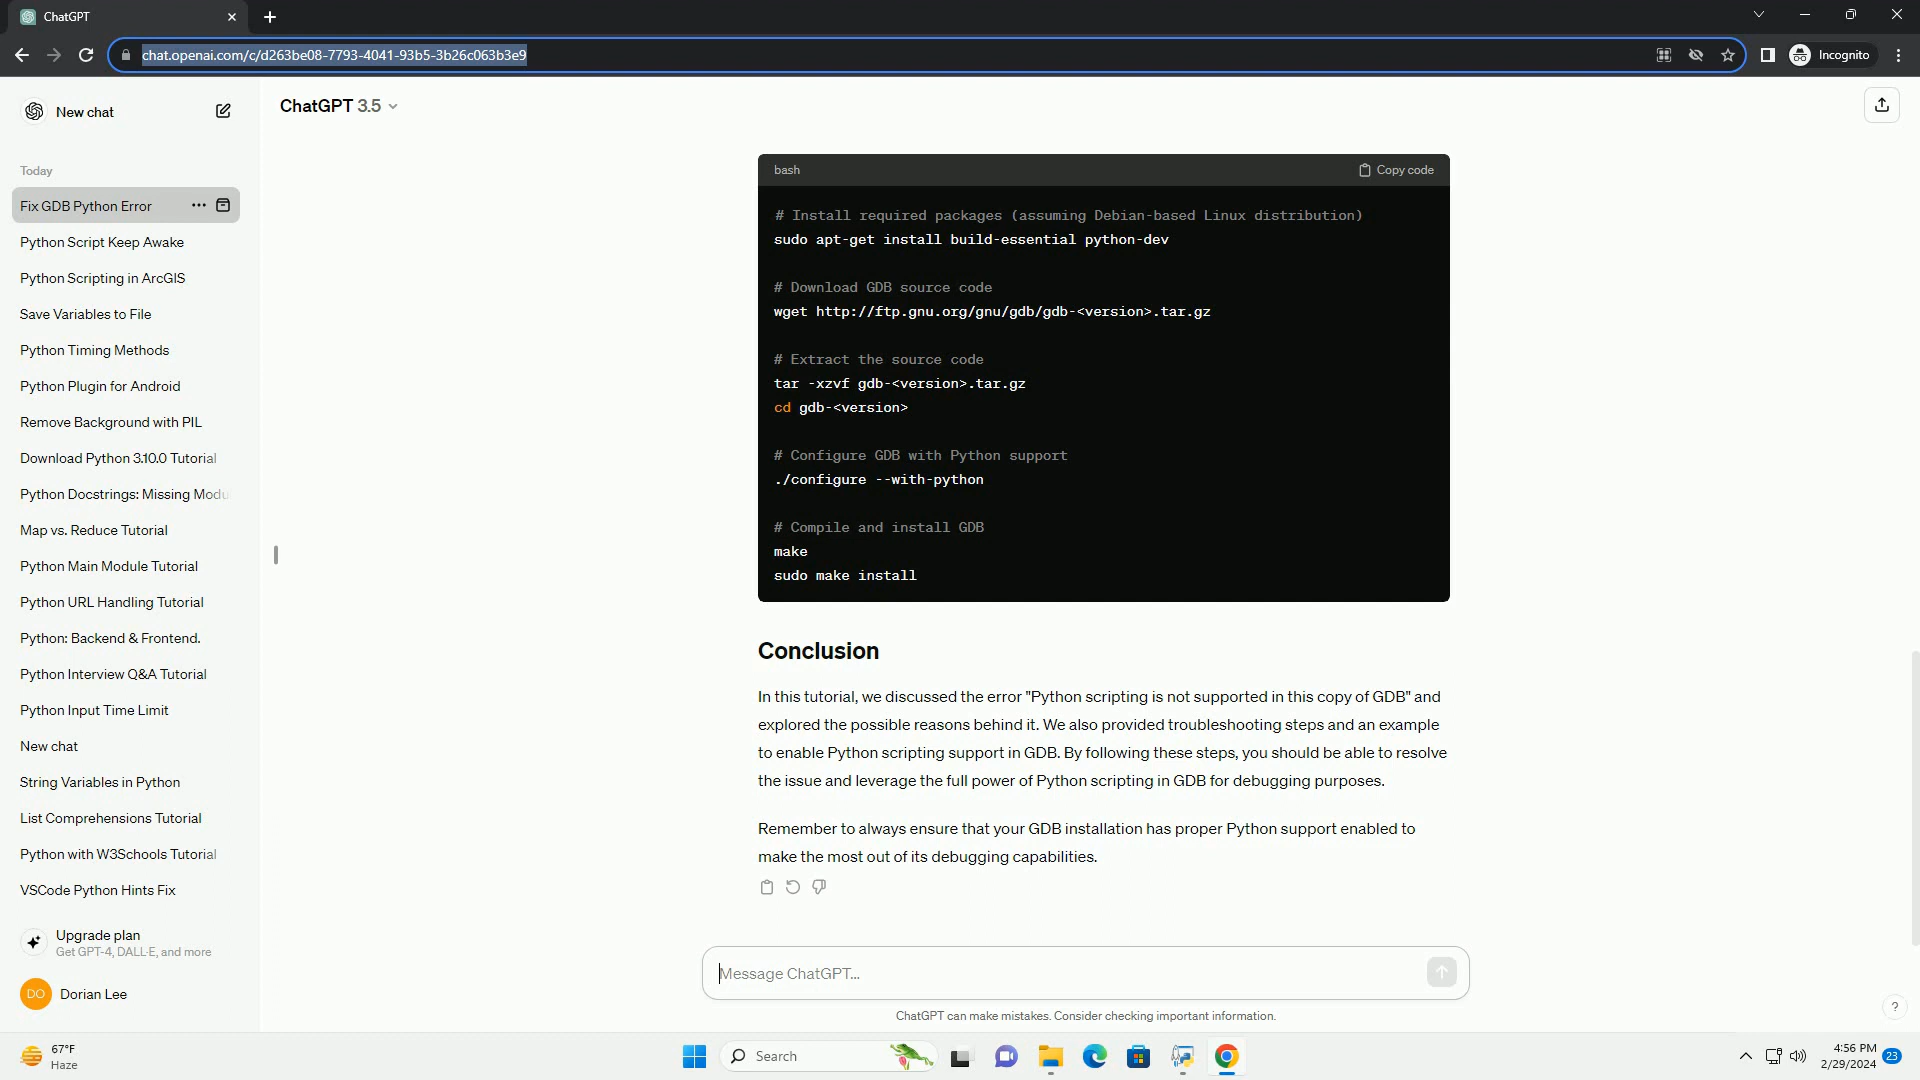 ChatGPT
chat.openai.com/c/d263be08-7793-4041-93b5-3b26c063b3e9
Incognito
New chat
ChatGPT 3.5
Today
Fix GDB Python Error
Python Script Keep Awake
Python Scripting in ArcGIS
Save Variables to File
Python Timing Methods
Python Plugin for Android
Remove Background with PIL
Download Python 3.10.0 Tutorial
Python Docstrings: Missing Modu
Map vs. Reduce Tutorial
Python Main Module Tutorial
Python URL Handling Tutorial
Python: Backend & Frontend.
Python Interview Q&A Tutorial
Python Input Time Limit
New chat
String Variables in Python
List Comprehensions Tutorial
Python with W3Schools Tutorial
VSCode Python Hints Fix
Upgrade plan
Get GPT-4, DALL·E, and more
DO
Dorian Lee
bash
Copy code
# Install required packages (assuming Debian-based Linux distribution)
sudo apt-get install build-essential python-dev
# Download GDB source code
wget http://ftp.gnu.org/gnu/gdb/gdb-<version>.tar.gz
# Extract the source code
tar -xzvf gdb-<version>.tar.gz
cd gdb-<version>
# Configure GDB with Python support
./configure --with-python
# Compile and install GDB
make
sudo make install
Conclusion
In this tutorial, we discussed the error "Python scripting is not supported in this copy of GDB" and
explored the possible reasons behind it. We also provided troubleshooting steps and an example
to enable Python scripting support in GDB. By following these steps, you should be able to resolve
the issue and leverage the full power of Python scripting in GDB for debugging purposes.
Remember to always ensure that your GDB installation has proper Python support enabled to
make the most out of its debugging capabilities.
Message ChatGPT...
ChatGPT can make mistakes. Consider checking important information.
?
67°F
Haze
Search
4:56 PM
2/29/2024
23